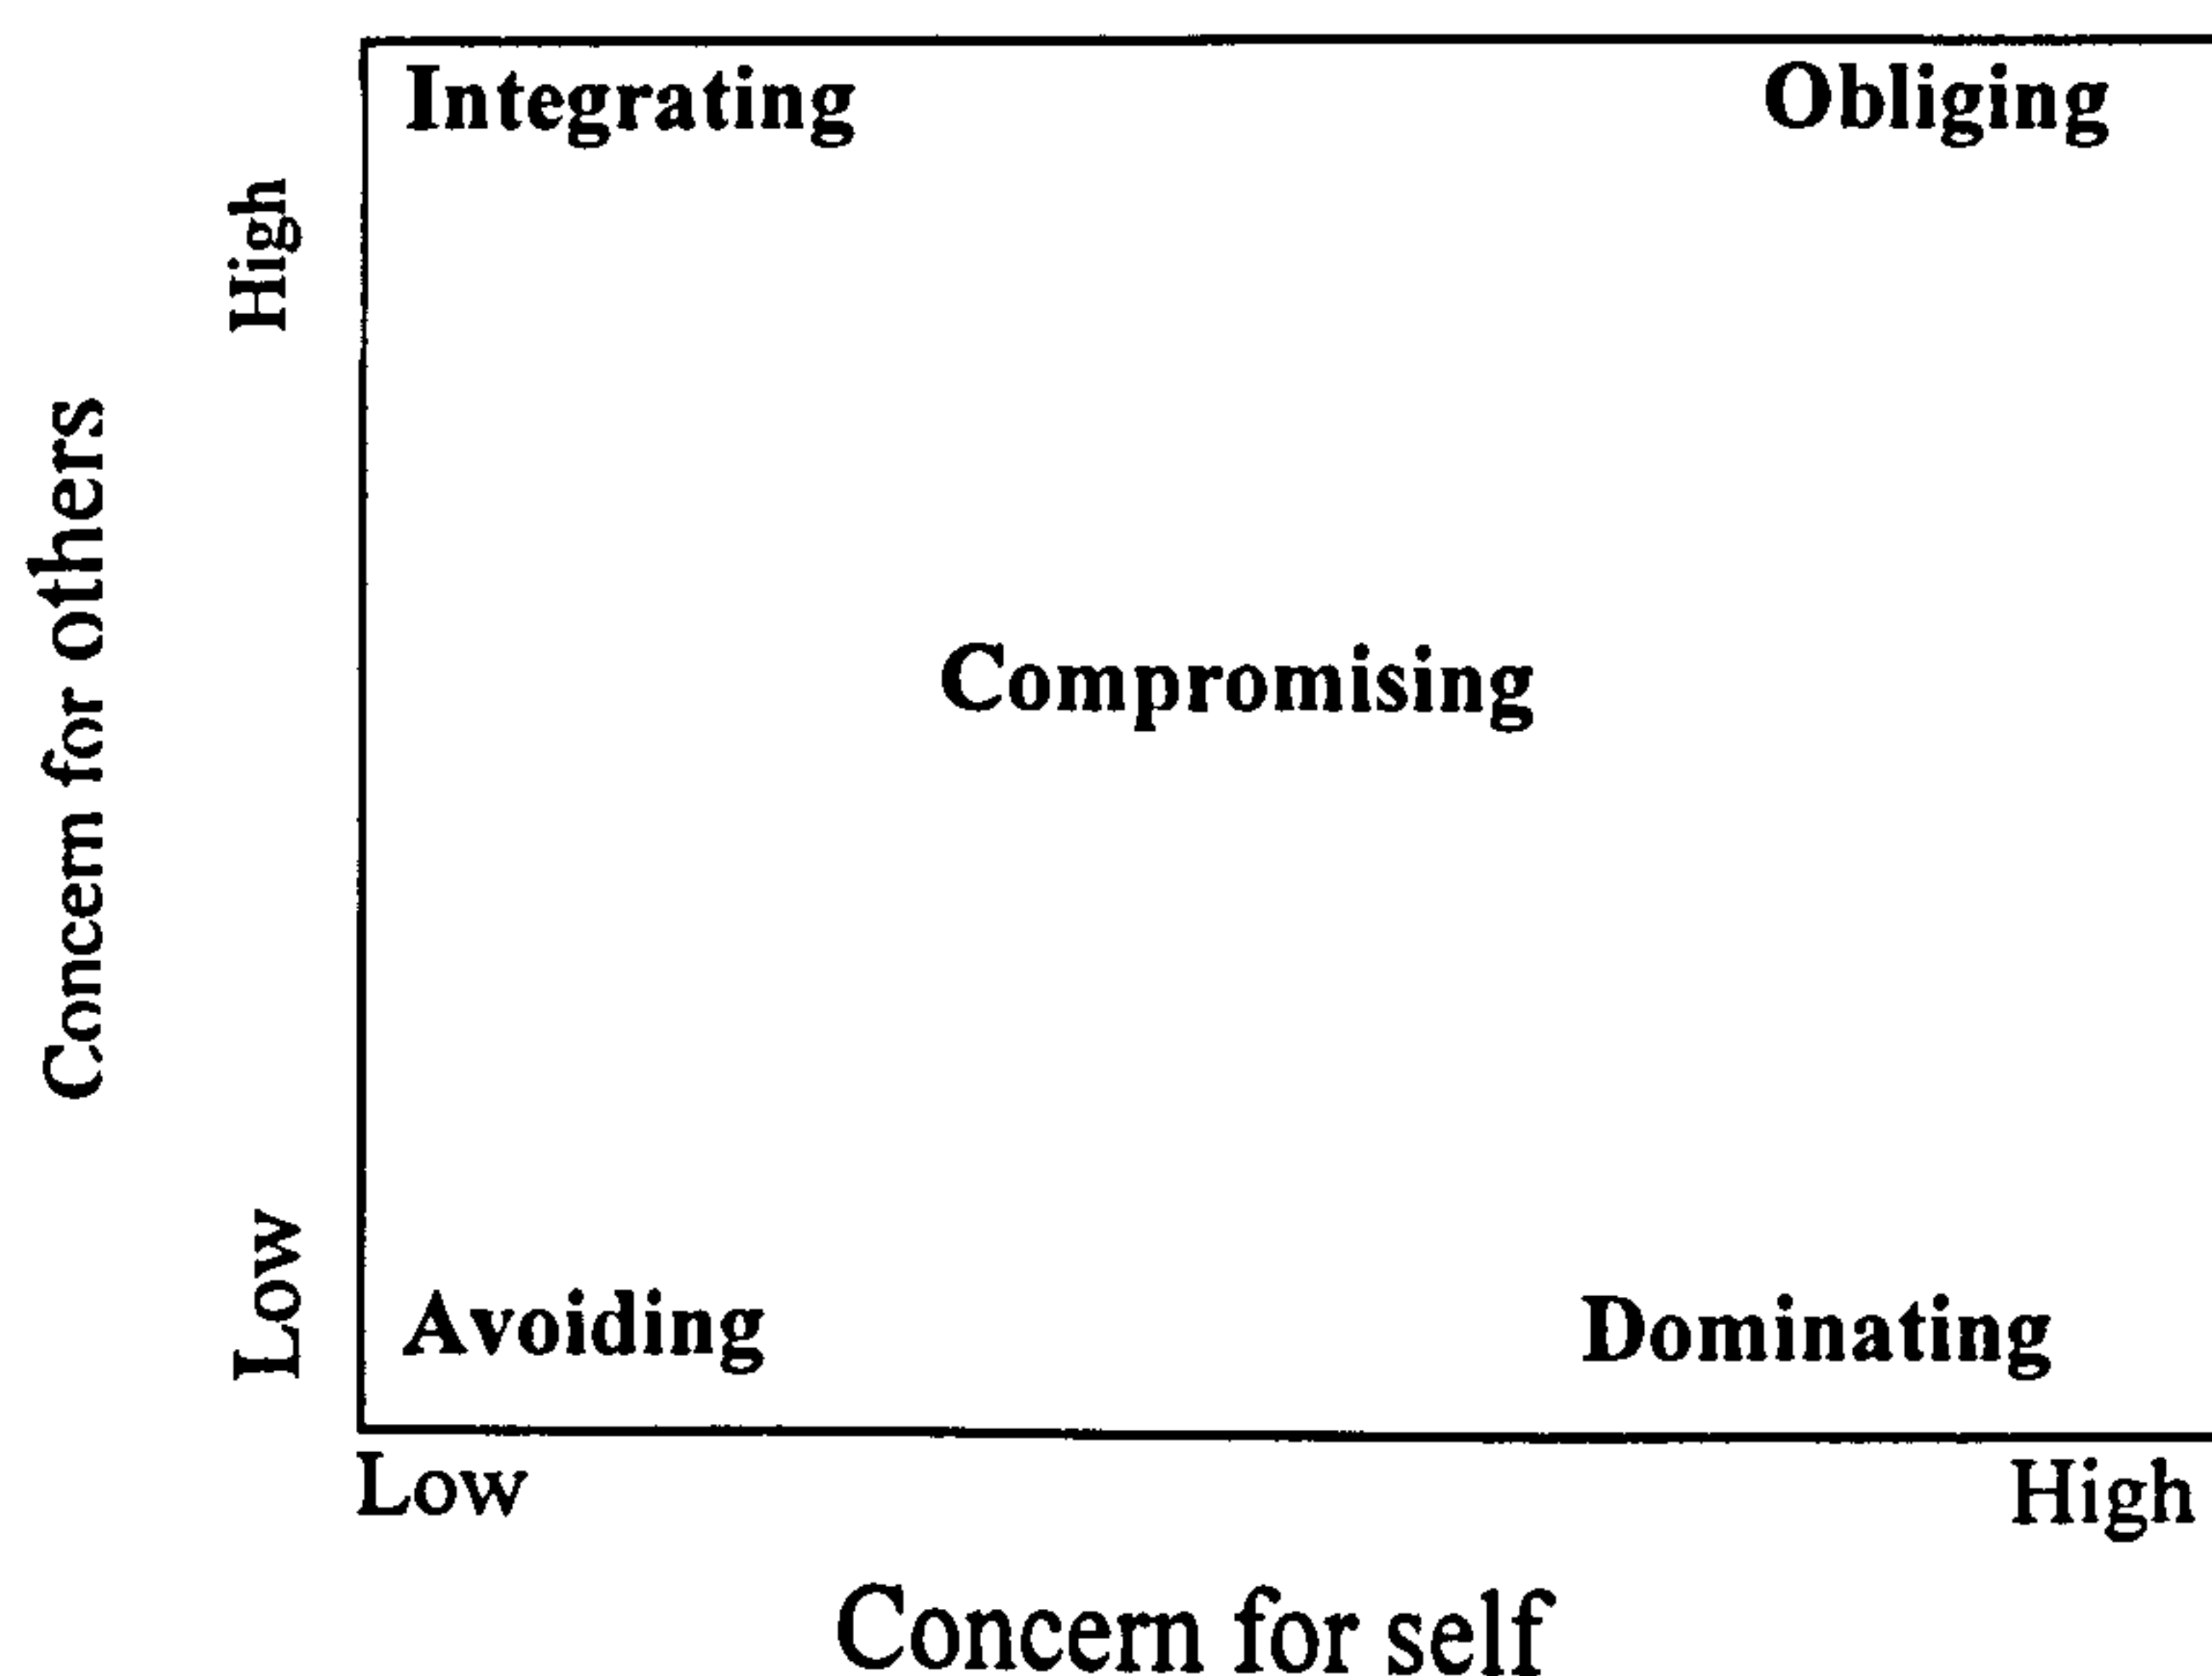 Integrating Obliging
High
Concern for others
Compromising
Low
Avoiding Dominating
Low High
Concern for self